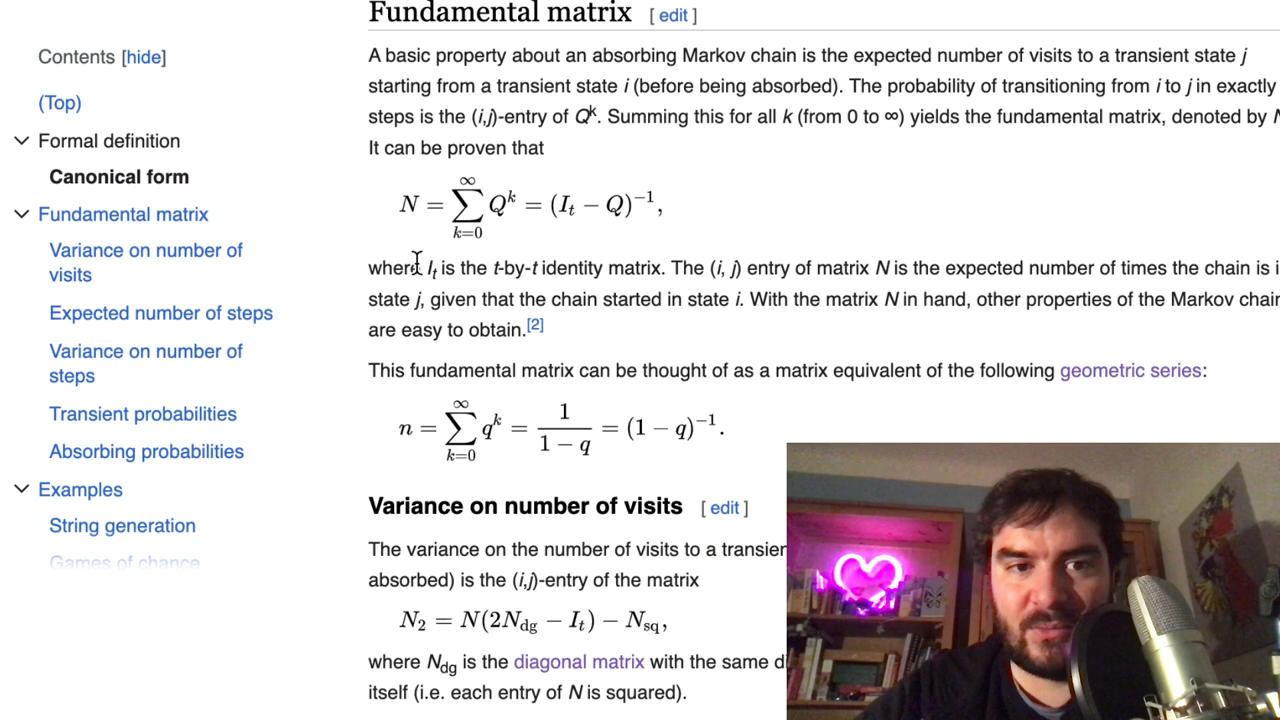 Contents [hide]
(Top)
Formal definition
Canonical form
Fundamental matrix
Variance on number of
visits
Expected number of steps
Variance on number of
steps
Transient probabilities
Absorbing probabilities
Examples
String generation
Games of chance
Fundamental matrix [ edit ]
A basic property about an absorbing Markov chain is the expected number of visits to a transient state j
starting from a transient state i (before being absorbed). The probability of transitioning from i to j in exactly
steps is the (i,j)-entry of Q^k. Summing this for all k (from 0 to ∞) yields the fundamental matrix, denoted by N
It can be proven that
N = ∑_{k=0}^{∞} Q^k = (I_t − Q)^{−1},
where I_t is the t-by-t identity matrix. The (i, j) entry of matrix N is the expected number of times the chain is i
state j, given that the chain started in state i. With the matrix N in hand, other properties of the Markov chain
are easy to obtain.[2]
This fundamental matrix can be thought of as a matrix equivalent of the following geometric series:
n = ∑_{k=0}^{∞} q^k = 1/(1 − q) = (1 − q)^{−1}.
Variance on number of visits [ edit ]
The variance on the number of visits to a transien
absorbed) is the (i,j)-entry of the matrix
N_2 = N(2N_dg − I_t) − N_sq,
where N_dg is the diagonal matrix with the same di
itself (i.e. each entry of N is squared).